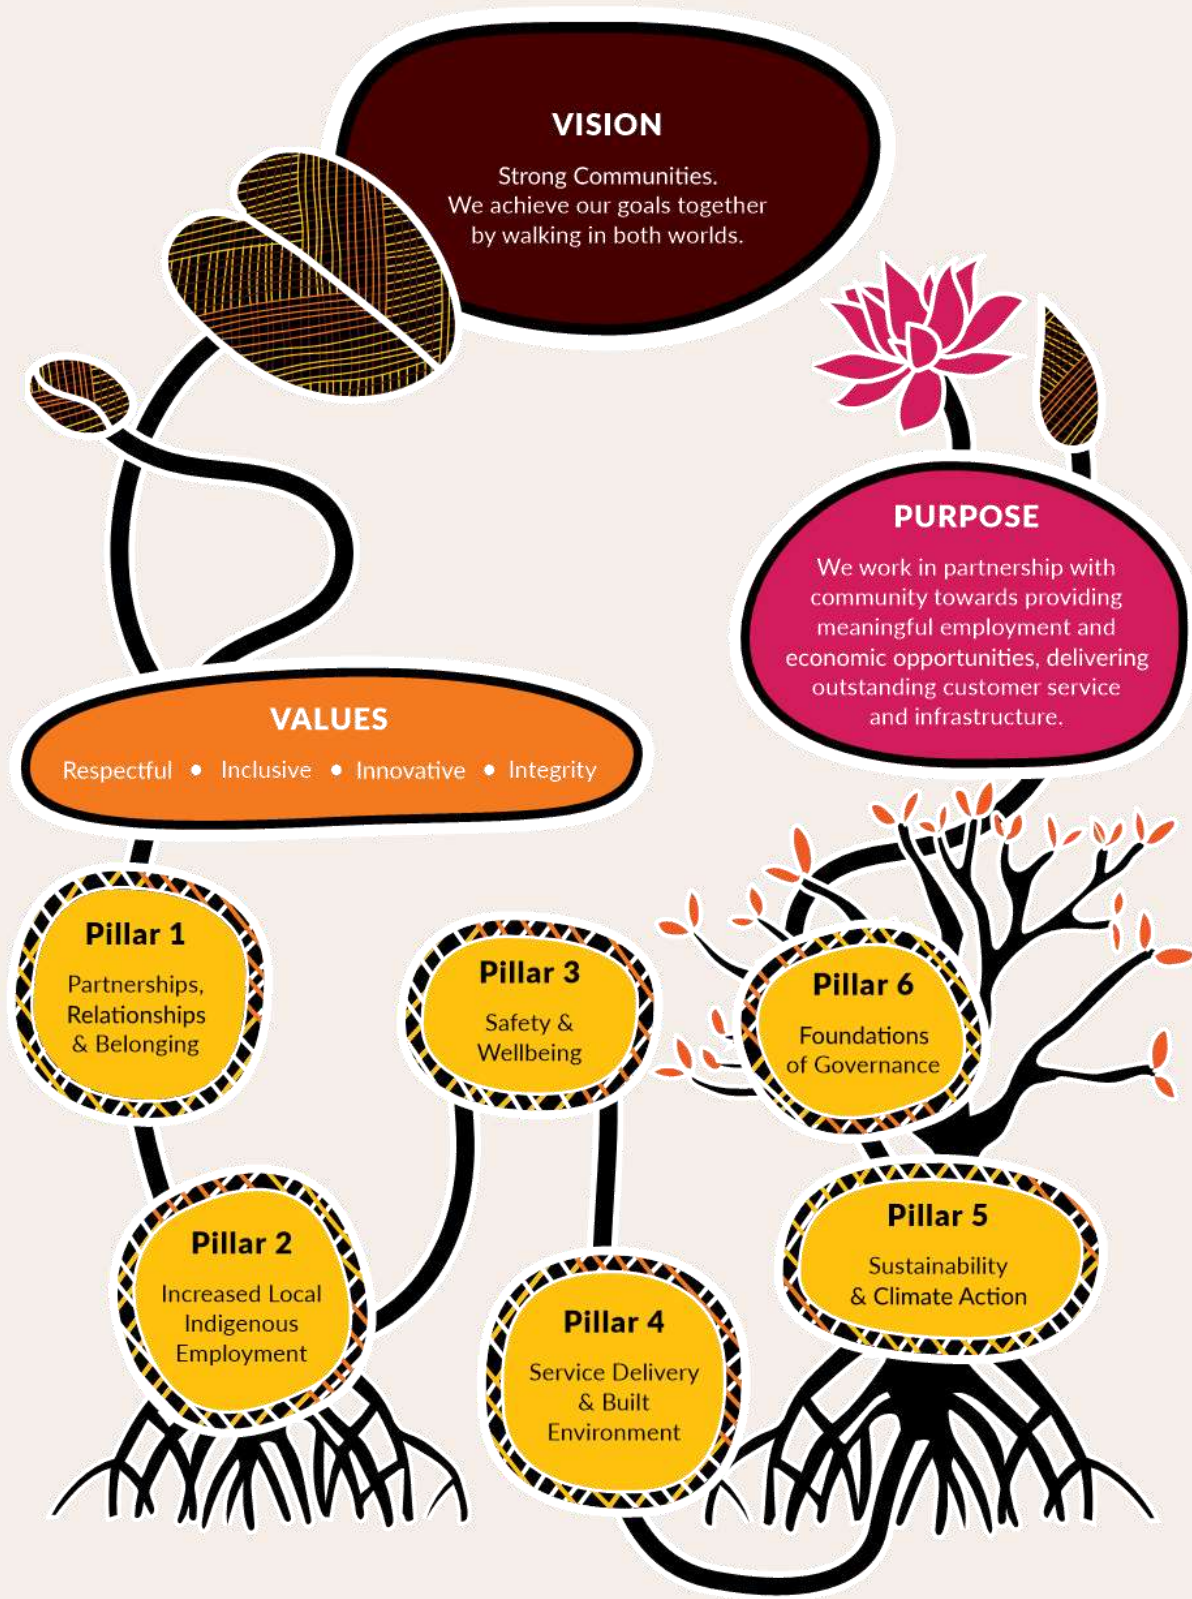 VISION
Strong Communities.
We achieve our goals together
by walking in both worlds.
PURPOSE
We work in partnership with
community towards providing
meaningful employment and
economic opportunities, delivering
outstanding customer service
and infrastructure.
VALUES
Respectful • Inclusive • Innovative • Integrity
Pillar 1
Partnerships,
Relationships
& Belonging
Pillar 2
Increased Local
Indigenous
Employment
Pillar 3
Safety &
Wellbeing
Pillar 4
Service Delivery
& Built
Environment
Pillar 5
Sustainability
& Climate Action
Pillar 6
Foundations
of Governance